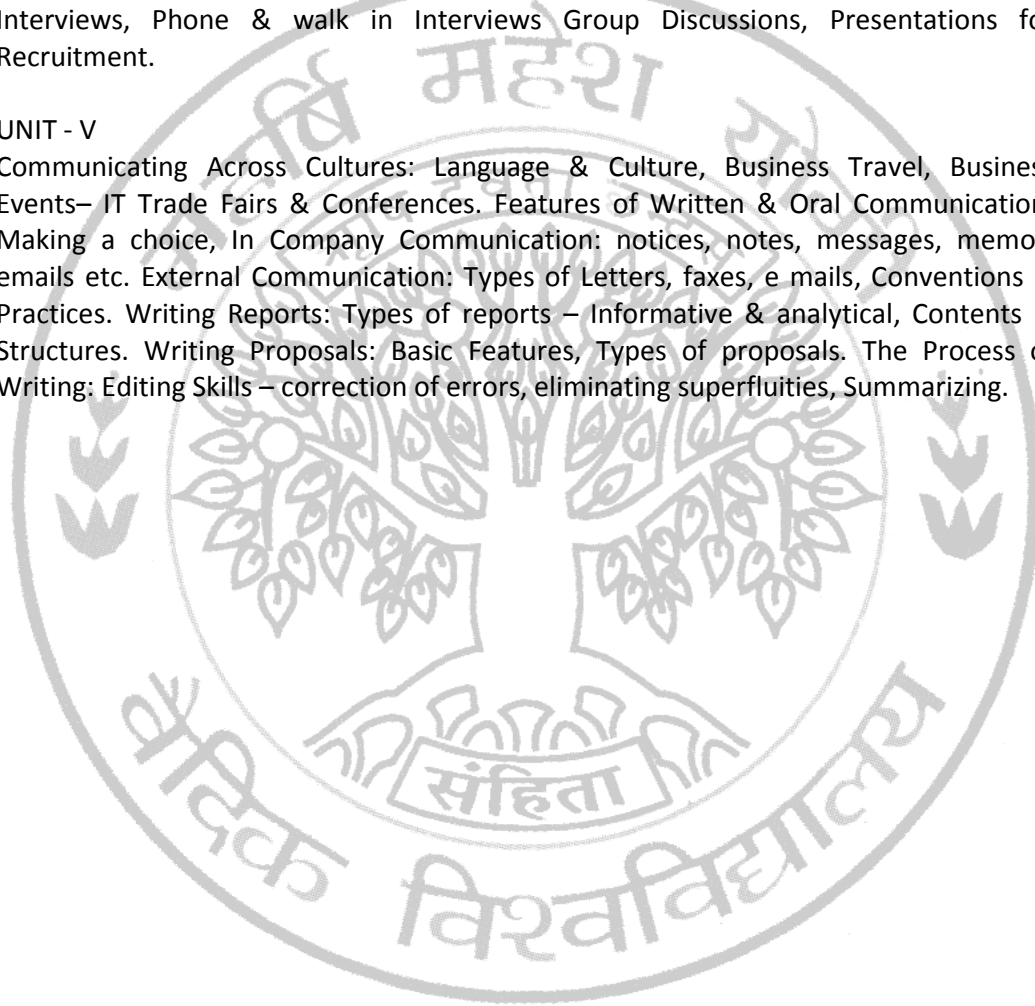 Interviews, Phone & walk in Interviews Group Discussions, Presentations fo
Recruitment.
UNIT - V
Communicating Across Cultures: Language & Culture, Business Travel, Busines
Events– IT Trade Fairs & Conferences. Features of Written & Oral Communication
Making a choice, In Company Communication: notices, notes, messages, memo
emails etc. External Communication: Types of Letters, faxes, e mails, Conventions
Practices. Writing Reports: Types of reports – Informative & analytical, Contents
Structures. Writing Proposals: Basic Features, Types of proposals. The Process o
Writing: Editing Skills – correction of errors, eliminating superfluities, Summarizing.
महर्षि महेश योगी
संहिता
वैदिक विश्वविद्यालय